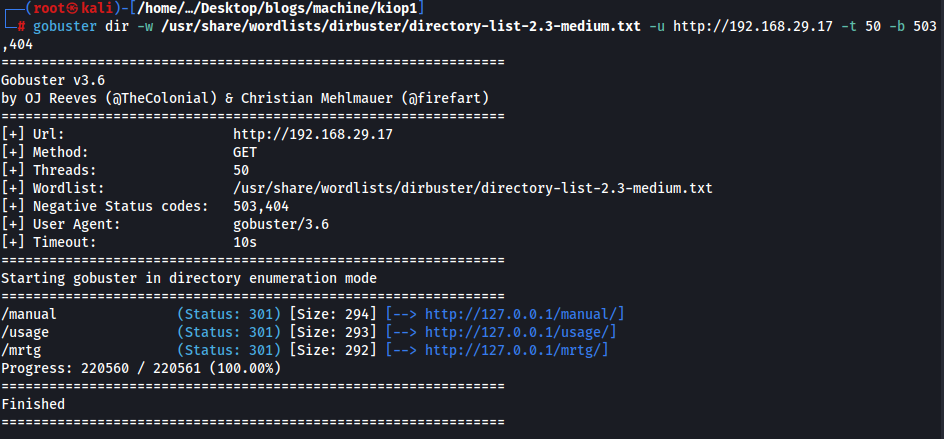 ┌──(root㉿kali)-[/home/…/Desktop/blogs/machine/kiop1]
└─# gobuster dir -w /usr/share/wordlists/dirbuster/directory-list-2.3-medium.txt -u http://192.168.29.17 -t 50 -b 503
,404
===============================================================
Gobuster v3.6
by OJ Reeves (@TheColonial) & Christian Mehlmauer (@firefart)
===============================================================
[+] Url:                     http://192.168.29.17
[+] Method:                  GET
[+] Threads:                 50
[+] Wordlist:                /usr/share/wordlists/dirbuster/directory-list-2.3-medium.txt
[+] Negative Status codes:   503,404
[+] User Agent:              gobuster/3.6
[+] Timeout:                 10s
===============================================================
Starting gobuster in directory enumeration mode
===============================================================
/manual               (Status: 301) [Size: 294] [--> http://127.0.0.1/manual/]
/usage                (Status: 301) [Size: 293] [--> http://127.0.0.1/usage/]
/mrtg                 (Status: 301) [Size: 292] [--> http://127.0.0.1/mrtg/]
Progress: 220560 / 220561 (100.00%)
===============================================================
Finished
===============================================================